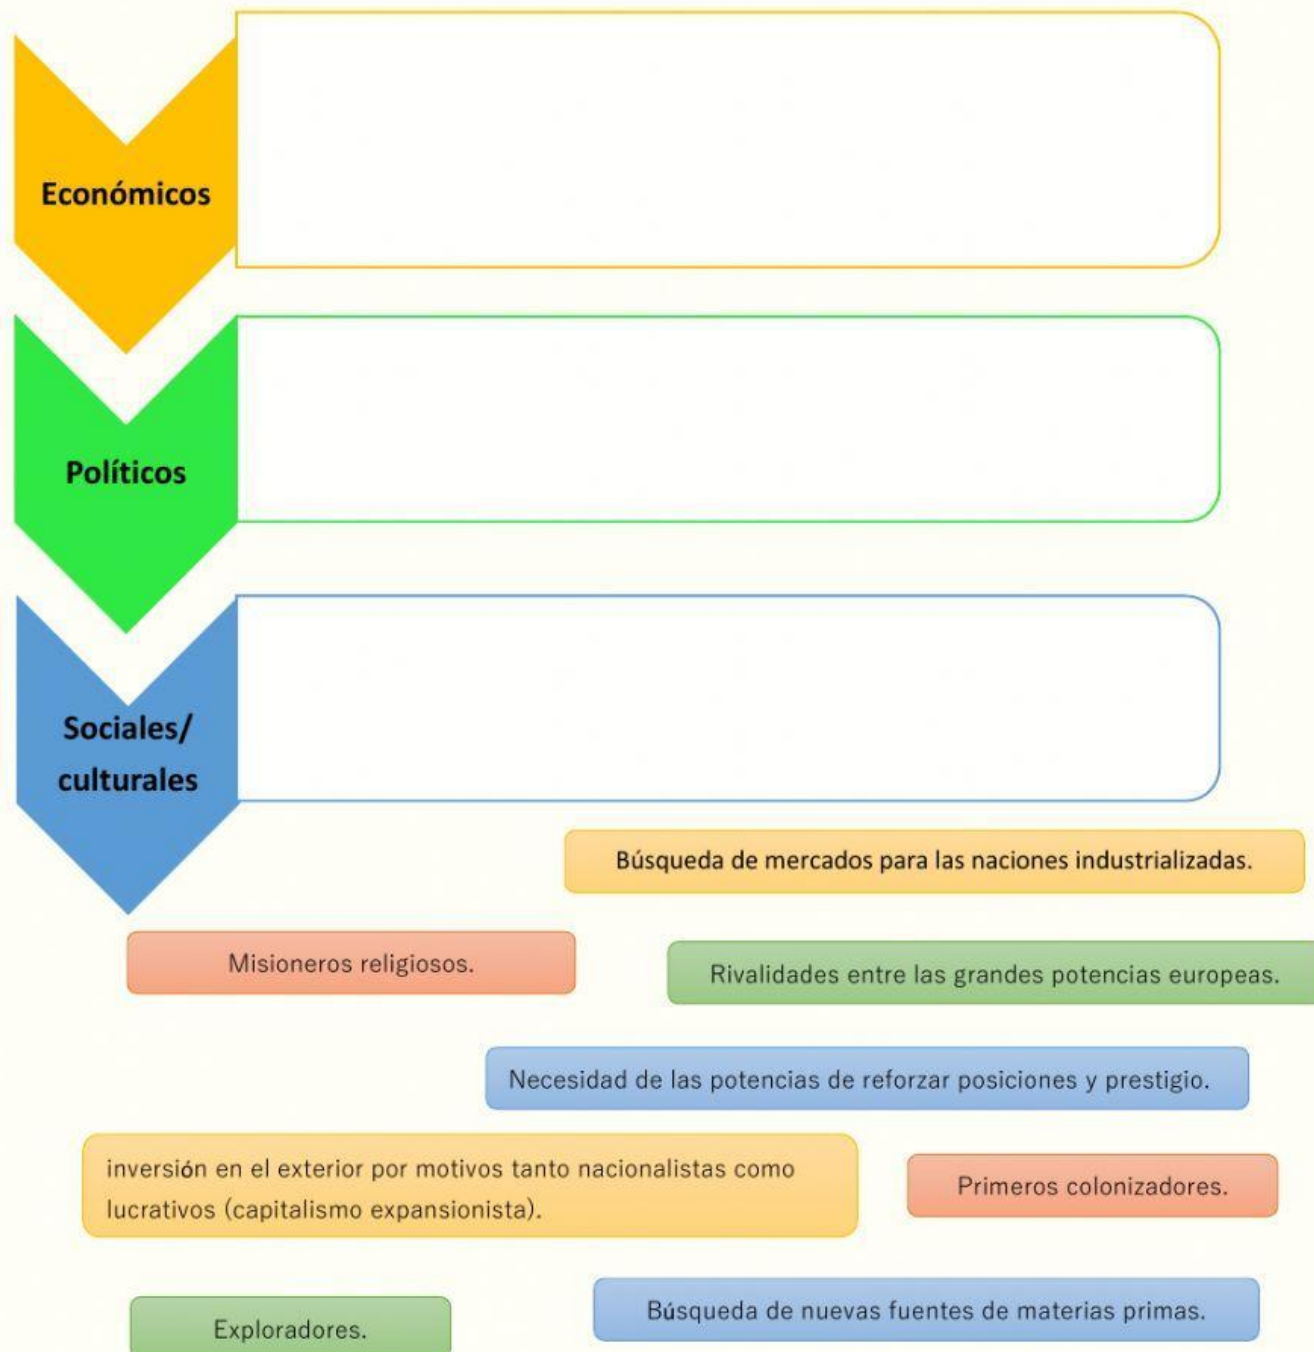 Económicos
Políticos
Sociales/
culturales
Búsqueda de mercados para las naciones industrializadas.
Misioneros religiosos.
Rivalidades entre las grandes potencias europeas.
Necesidad de las potencias de reforzar posiciones y prestigio.
inversión en el exterior por motivos tanto nacionalistas como
lucrativos (capitalismo expansionista).
Primeros colonizadores.
Exploradores.
Búsqueda de nuevas fuentes de materias primas.